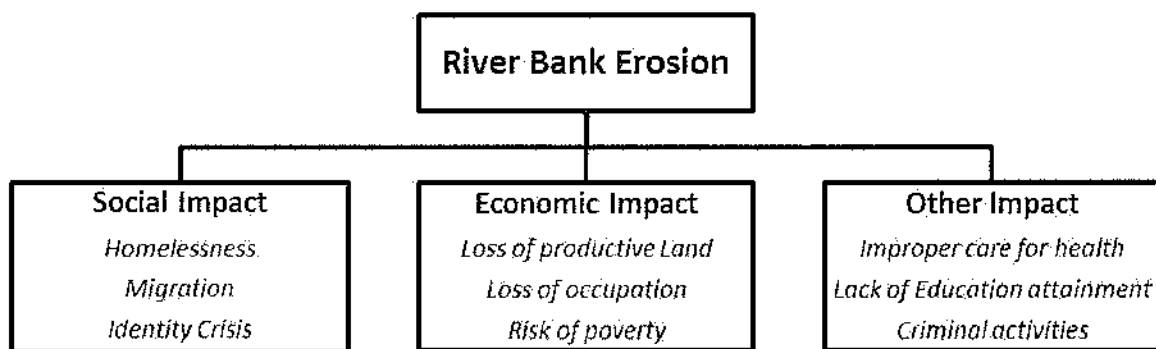 River Bank Erosion
Social Impact
Homelessness
Migration
Identity Crisis
Economic Impact
Loss of productive Land
Loss of occupation
Risk of poverty
Other Impact
Improper care for health
Lack of Education attainment
Criminal activities